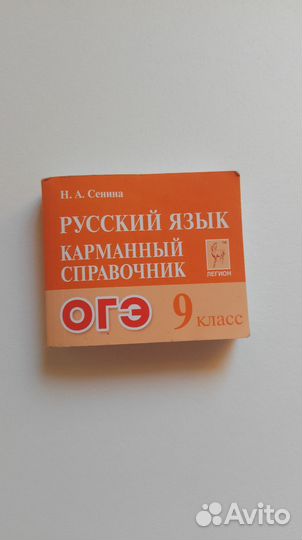 Н. А. Сенина
РУССКИЙ ЯЗЫК
КАРМАННЫЙ
СПРАВОЧНИК
ЛЕГИОН
ОГЭ
9 класс
Avito